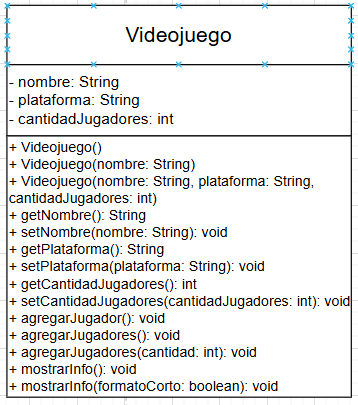 Videojuego
- nombre: String
- plataforma: String
- cantidadJugadores: int
+ Videojuego()
+ Videojuego(nombre: String)
+ Videojuego(nombre: String, plataforma: String,
cantidadJugadores: int)
+ getNombre(): String
+ setNombre(nombre: String): void
+ getPlataforma(): String
+ setPlataforma(plataforma: String): void
+ getCantidadJugadores(): int
+ setCantidadJugadores(cantidadJugadores: int): void
+ agregarJugador(): void
+ agregarJugadores(): void
+ agregarJugadores(cantidad: int): void
+ mostrarInfo(): void
+ mostrarInfo(formatoCorto: boolean): void